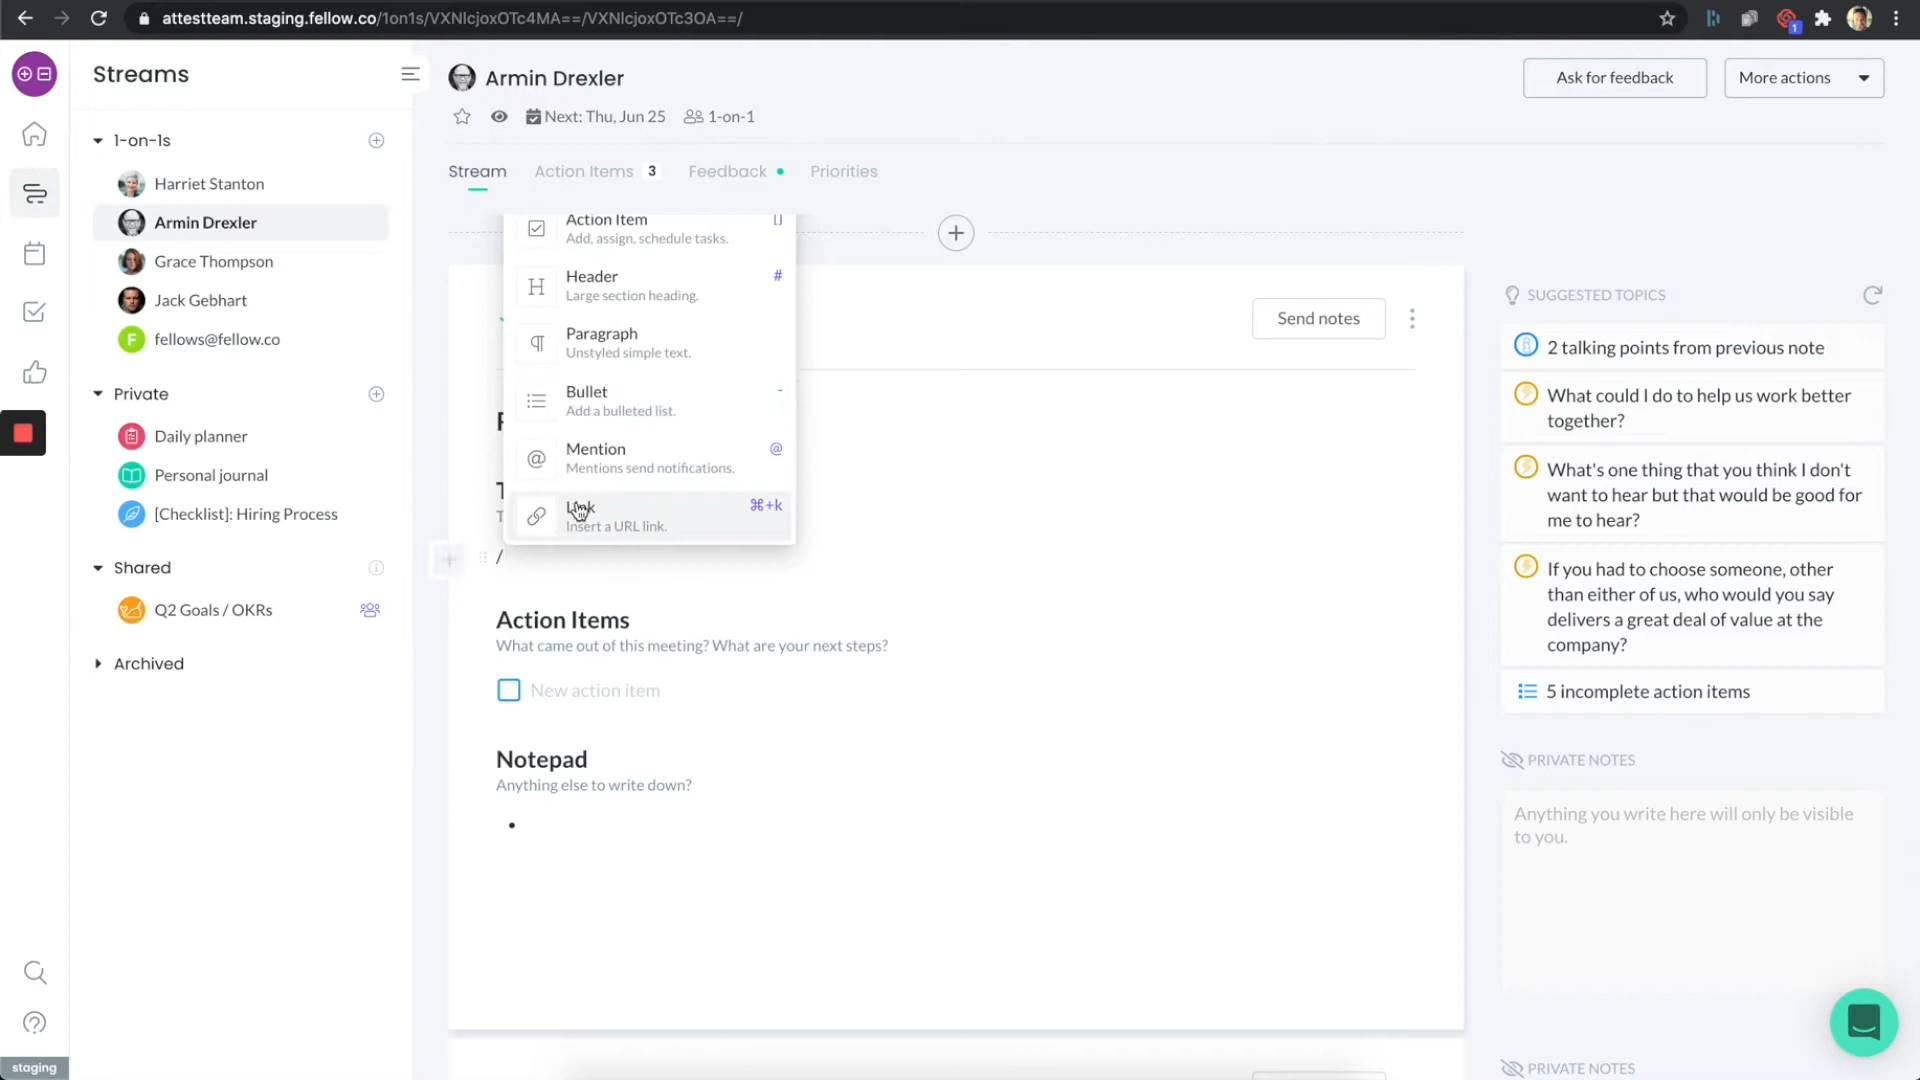 attestteam.staging.fellow.co/1on1s/VXNlcjoxOTc4MA==/VXNlcjoxOTc3OA==/
1
Streams
1-on-1s
Harriet Stanton
Armin Drexler
Grace Thompson
Jack Gebhart
F
fellows@fellow.co
Private
Daily planner
Personal journal
[Checklist]: Hiring Process
Shared
Q2 Goals / OKRs
Archived
staging
Armin Drexler
Next: Thu, Jun 25
1-on-1
Ask for feedback
More actions
Stream
Action Items 3
Feedback
Priorities
Action Item []
Add, assign, schedule tasks.
H
Header #
Large section heading.
¶
Paragraph
Unstyled simple text.
Bullet -
Add a bulleted list.
@
Mention @
Mentions send notifications.
Link ⌘+k
Insert a URL link.
/
Send notes
Action Items
What came out of this meeting? What are your next steps?
New action item
Notepad
Anything else to write down?
•
SUGGESTED TOPICS
2 talking points from previous note
What could I do to help us work better
together?
What's one thing that you think I don't
want to hear but that would be good for
me to hear?
If you had to choose someone, other
than either of us, who would you say
delivers a great deal of value at the
company?
5 incomplete action items
PRIVATE NOTES
Anything you write here will only be visible
to you.
PRIVATE NOTES